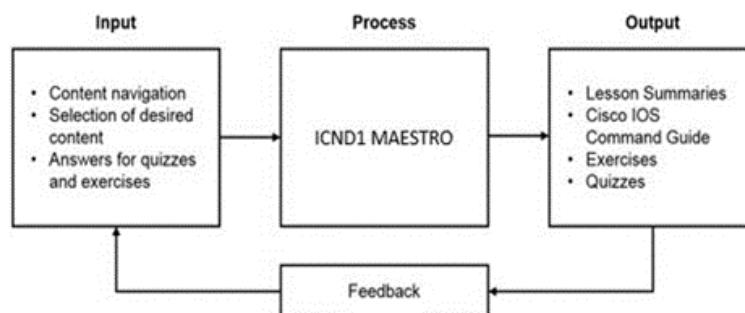 Input
Process
Output
• Content navigation
• Selection of desired
content
• Answers for quizzes
and exercises
ICND1 MAESTRO
• Lesson Summaries
• Cisco IOS
Command Guide
• Exercises
• Quizzes
Feedback